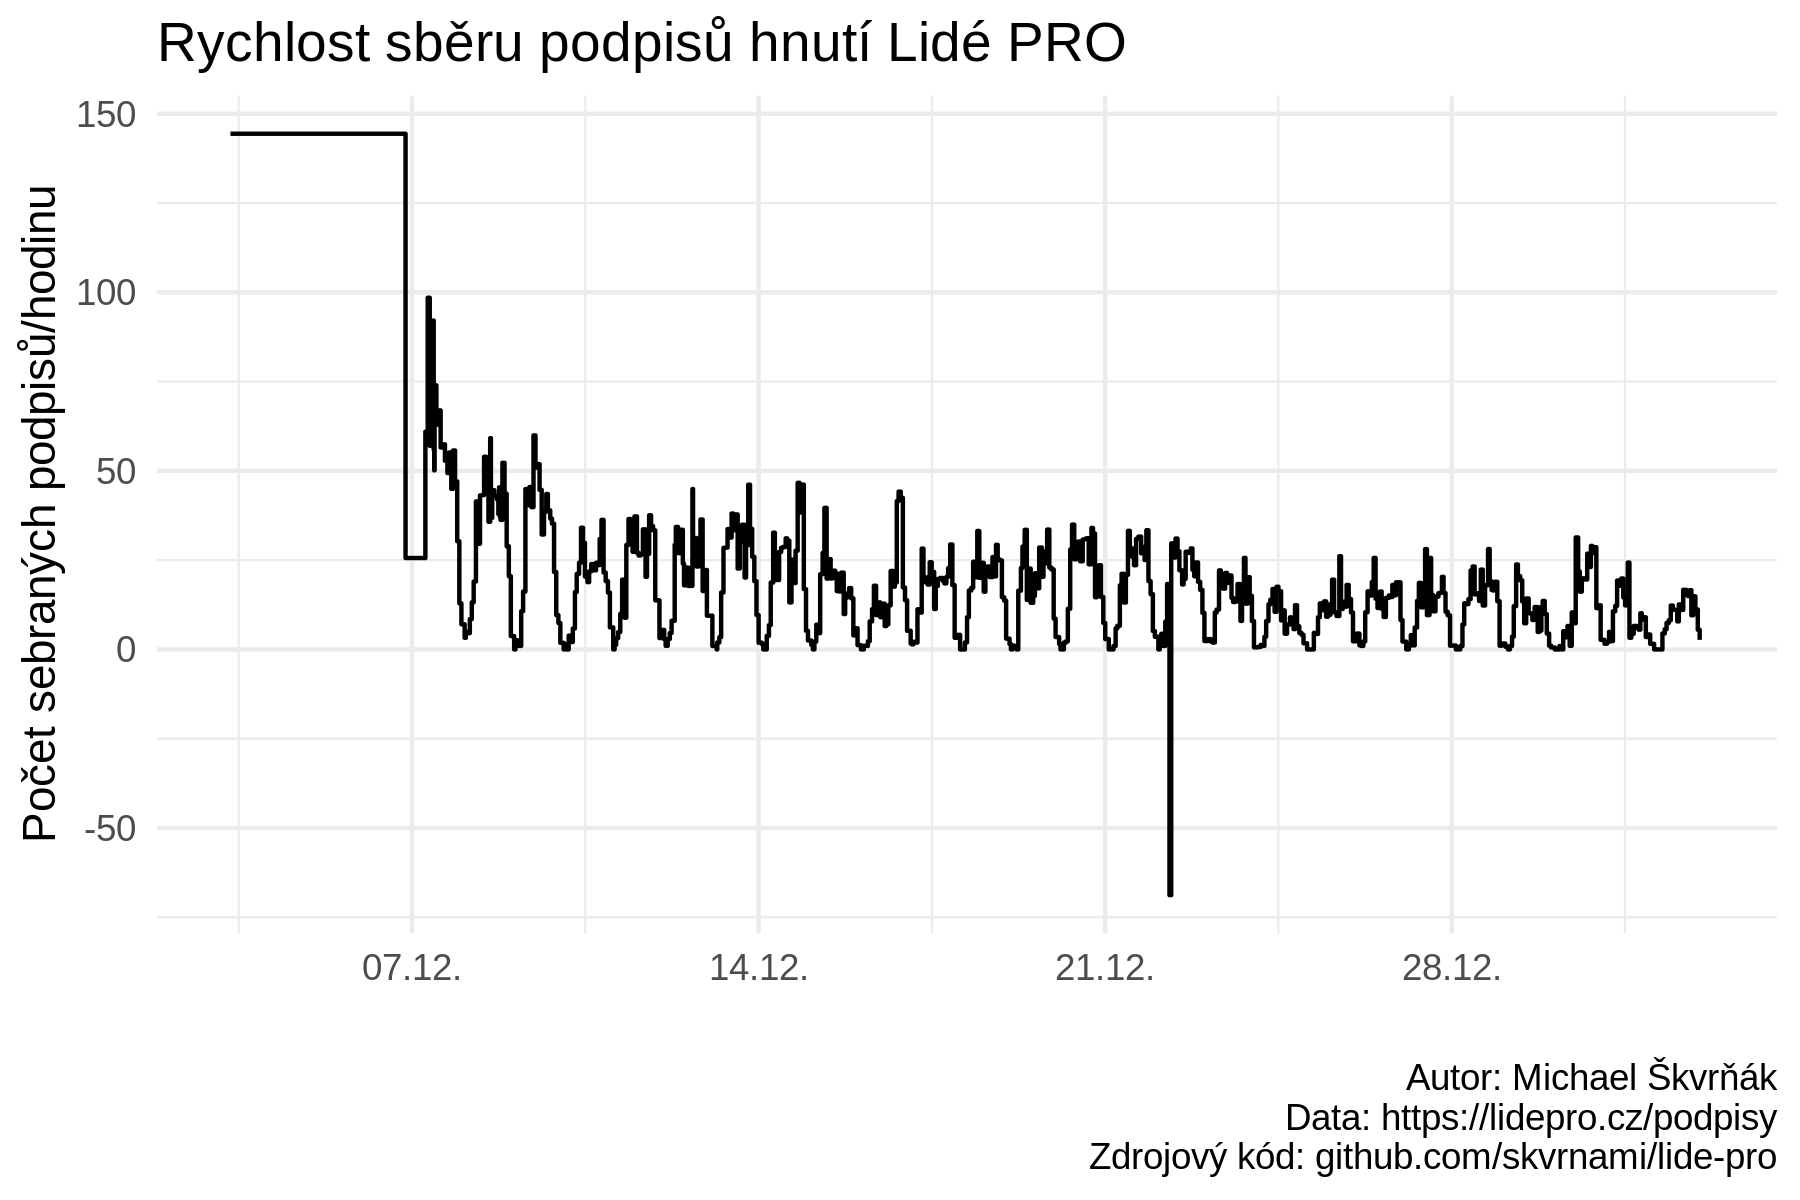 Rychlost sběru podpisů hnutí Lidé PRO
Počet sebraných podpisů/hodinu
150
100
50
0
-50
07.12.
14.12.
21.12.
28.12.
Autor: Michael Škvrňák
Data: https://lidepro.cz/podpisy
Zdrojový kód: github.com/skvrnami/lide-pro